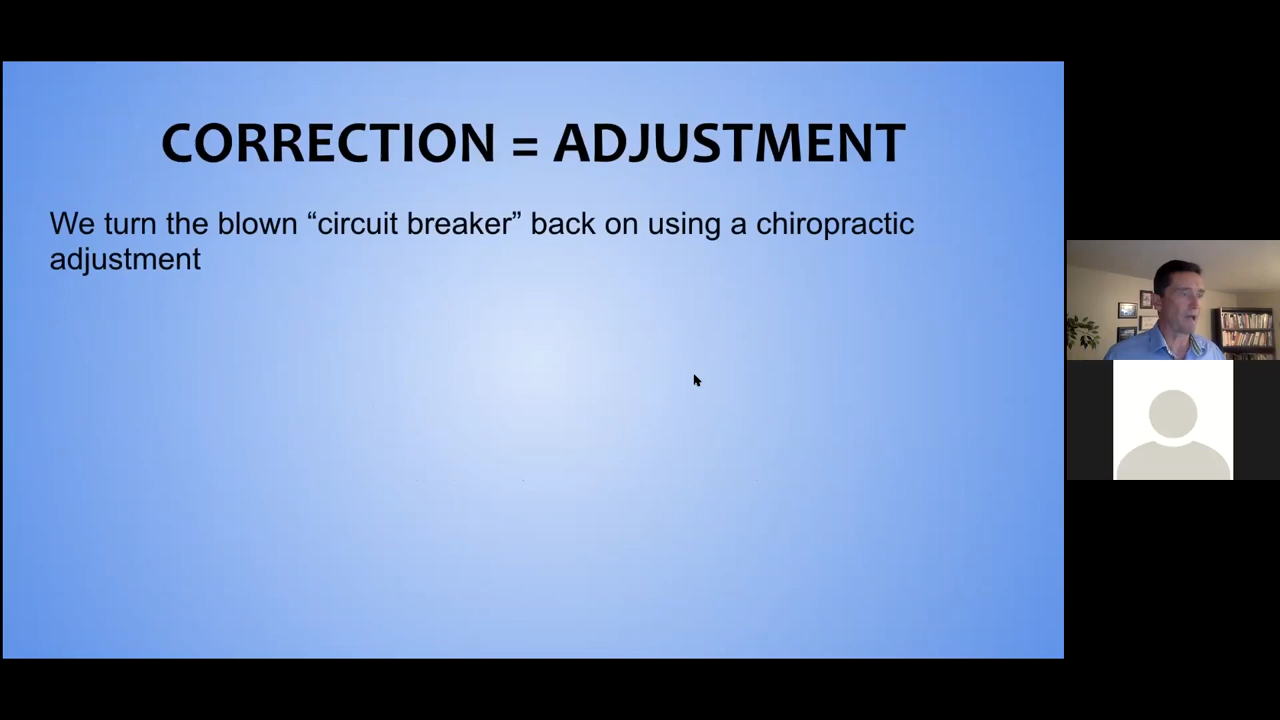 CORRECTION = ADJUSTMENT
We turn the blown “circuit breaker” back on using a chiropractic
adjustment